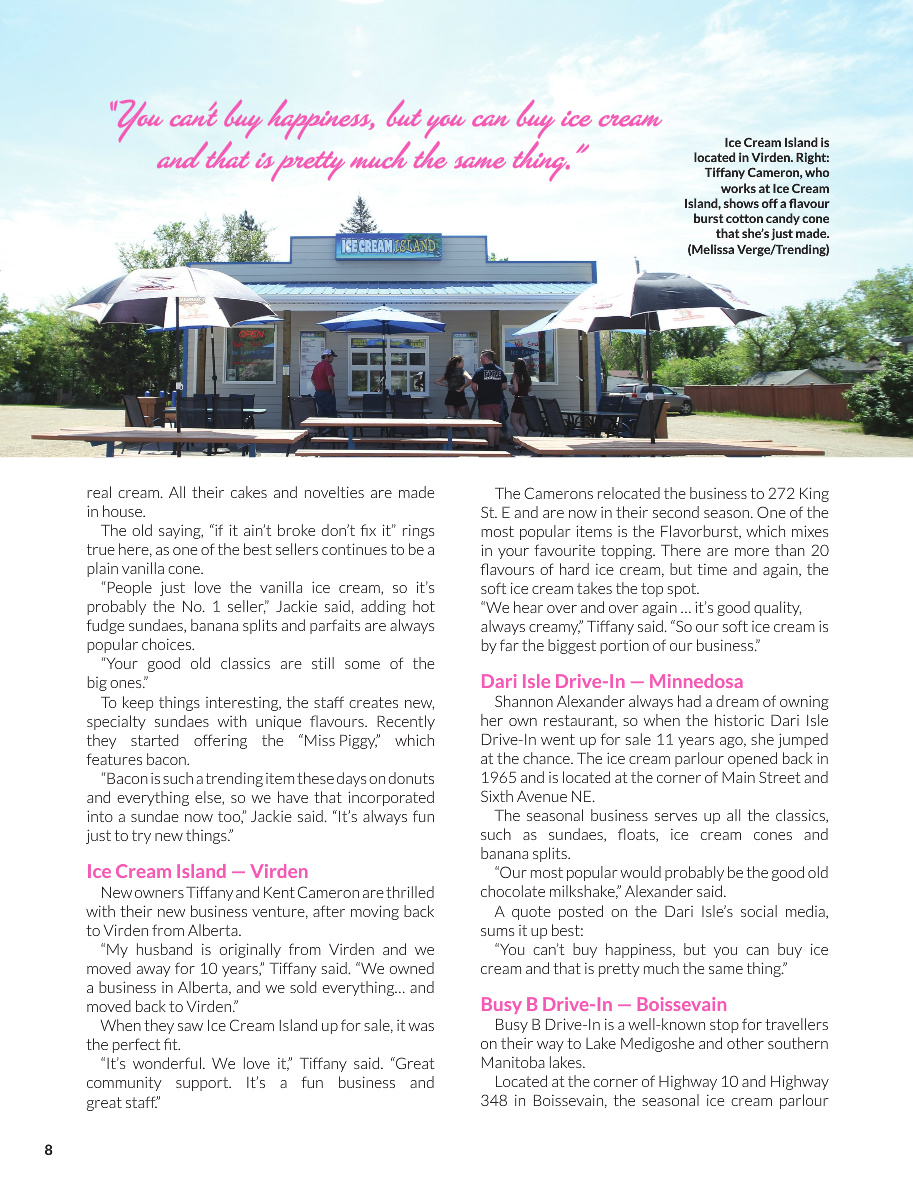 "You can't buy happiness, but you can buy ice cream
and that is pretty much the same thing."
Ice Cream Island is
located in Virden. Right:
Tiffany Cameron, who
works at Ice Cream
Island, shows off a flavour
burst cotton candy cone
that she's just made.
(Melissa Verge/Trending)
ICE CREAM ISLAND
OPEN
real cream. All their cakes and novelties are made
in house.
The old saying, “if it ain’t broke don’t fix it” rings
true here, as one of the best sellers continues to be a
plain vanilla cone.
“People just love the vanilla ice cream, so it’s
probably the No. 1 seller,” Jackie said, adding hot
fudge sundaes, banana splits and parfaits are always
popular choices.
“Your good old classics are still some of the
big ones.”
To keep things interesting, the staff creates new,
specialty sundaes with unique flavours. Recently
they started offering the “Miss Piggy,” which
features bacon.
“Bacon is such a trending item these days on donuts
and everything else, so we have that incorporated
into a sundae now too,” Jackie said. “It’s always fun
just to try new things.”
Ice Cream Island — Virden
New owners Tiffany and Kent Cameron are thrilled
with their new business venture, after moving back
to Virden from Alberta.
“My husband is originally from Virden and we
moved away for 10 years,” Tiffany said. “We owned
a business in Alberta, and we sold everything… and
moved back to Virden.”
When they saw Ice Cream Island up for sale, it was
the perfect fit.
“It’s wonderful. We love it,” Tiffany said. “Great
community support. It’s a fun business and
great staff.”
The Camerons relocated the business to 272 King
St. E and are now in their second season. One of the
most popular items is the Flavorburst, which mixes
in your favourite topping. There are more than 20
flavours of hard ice cream, but time and again, the
soft ice cream takes the top spot.
“We hear over and over again … it’s good quality,
always creamy,” Tiffany said. “So our soft ice cream is
by far the biggest portion of our business.”
Dari Isle Drive-In — Minnedosa
Shannon Alexander always had a dream of owning
her own restaurant, so when the historic Dari Isle
Drive-In went up for sale 11 years ago, she jumped
at the chance. The ice cream parlour opened back in
1965 and is located at the corner of Main Street and
Sixth Avenue NE.
The seasonal business serves up all the classics,
such as sundaes, floats, ice cream cones and
banana splits.
“Our most popular would probably be the good old
chocolate milkshake,” Alexander said.
A quote posted on the Dari Isle’s social media,
sums it up best:
“You can’t buy happiness, but you can buy ice
cream and that is pretty much the same thing.”
Busy B Drive-In — Boissevain
Busy B Drive-In is a well-known stop for travellers
on their way to Lake Medigoshe and other southern
Manitoba lakes.
Located at the corner of Highway 10 and Highway
348 in Boissevain, the seasonal ice cream parlour
8